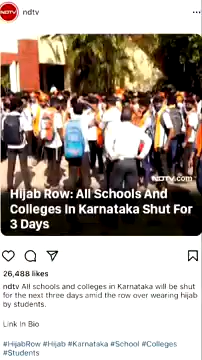 NDTV
ndtv
NDTV.com
Hijab Row: All Schools And
Colleges In Karnataka Shut For
3 Days
26,488 likes
ndtv All schools and colleges in Karnataka will be shut
for the next three days amid the row over wearing hijab
by students.
Link In Bio
#HijabRow #Hijab #Karnataka #School #Colleges
#Students